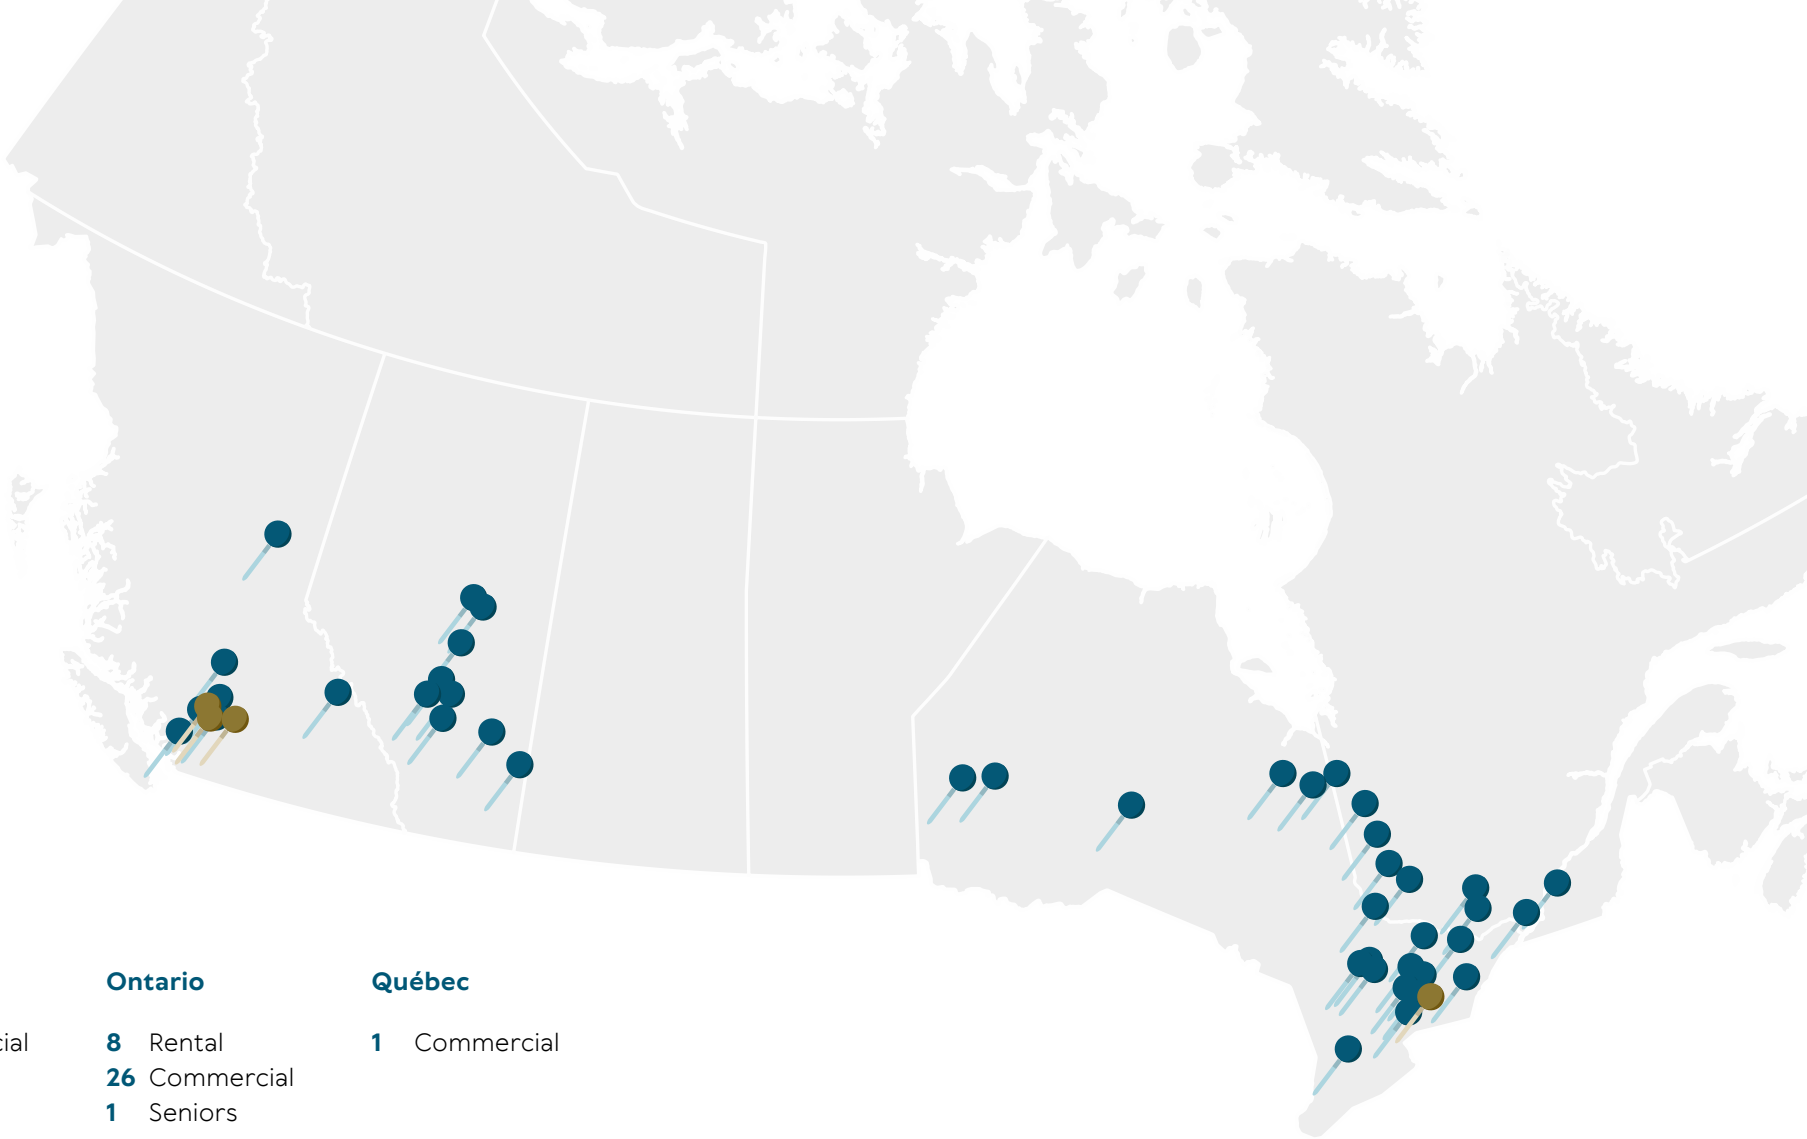 Ontario
Québec
cial
8 Rental
1 Commercial
26 Commercial
1 Seniors